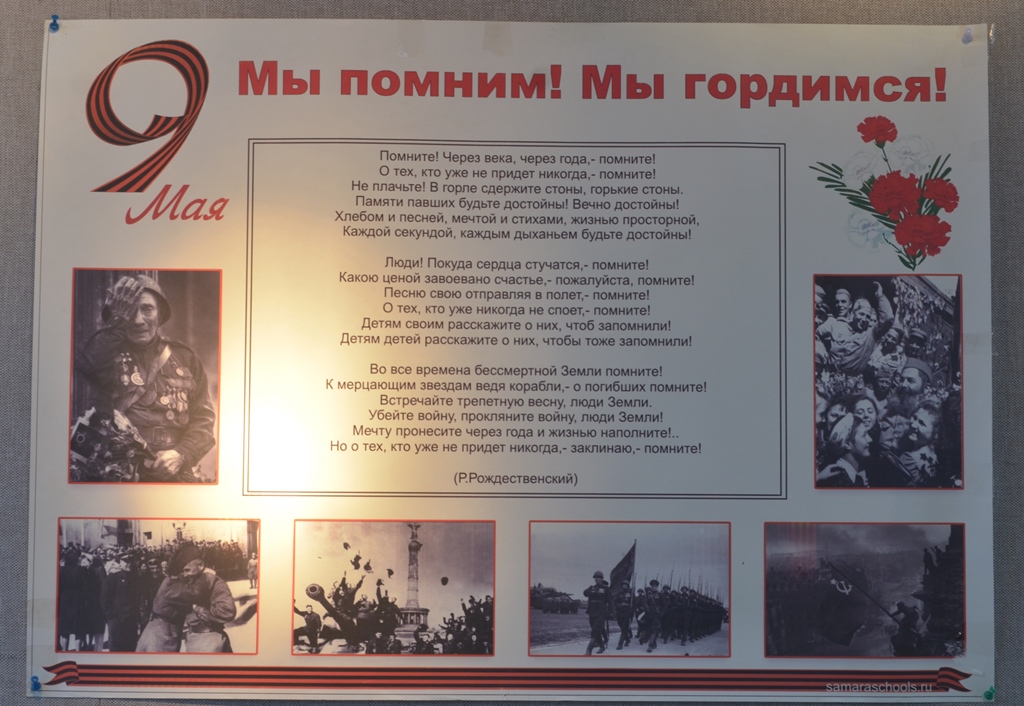 9 Мая
Мы помним! Мы гордимся!
Помните! Через века, через года,- помните!
О тех, кто уже не придет никогда,- помните!
Не плачьте! В горле сдержите стоны, горькие стоны.
Памяти павших будьте достойны! Вечно достойны!
Хлебом и песней, мечтой и стихами, жизнью просторной,
Каждой секундой, каждым дыханьем будьте достойны!
Люди! Покуда сердца стучатся,- помните!
Какою ценой завоевано счастье,- пожалуйста, помните!
Песню свою отправляя в полет,- помните!
О тех, кто уже никогда не споет,- помните!
Детям своим расскажите о них, чтоб запомнили!
Детям детей расскажите о них, чтобы тоже запомнили!
Во все времена бессмертной Земли помните!
К мерцающим звездам ведя корабли,- о погибших помните!
Встречайте трепетную весну, люди Земли.
Убейте войну, прокляните войну, люди Земли!
Мечту пронесите через года и жизнью наполните!..
Но о тех, кто уже не придет никогда,- заклинаю,- помните!
(Р.Рождественский)
samaraschools.ru